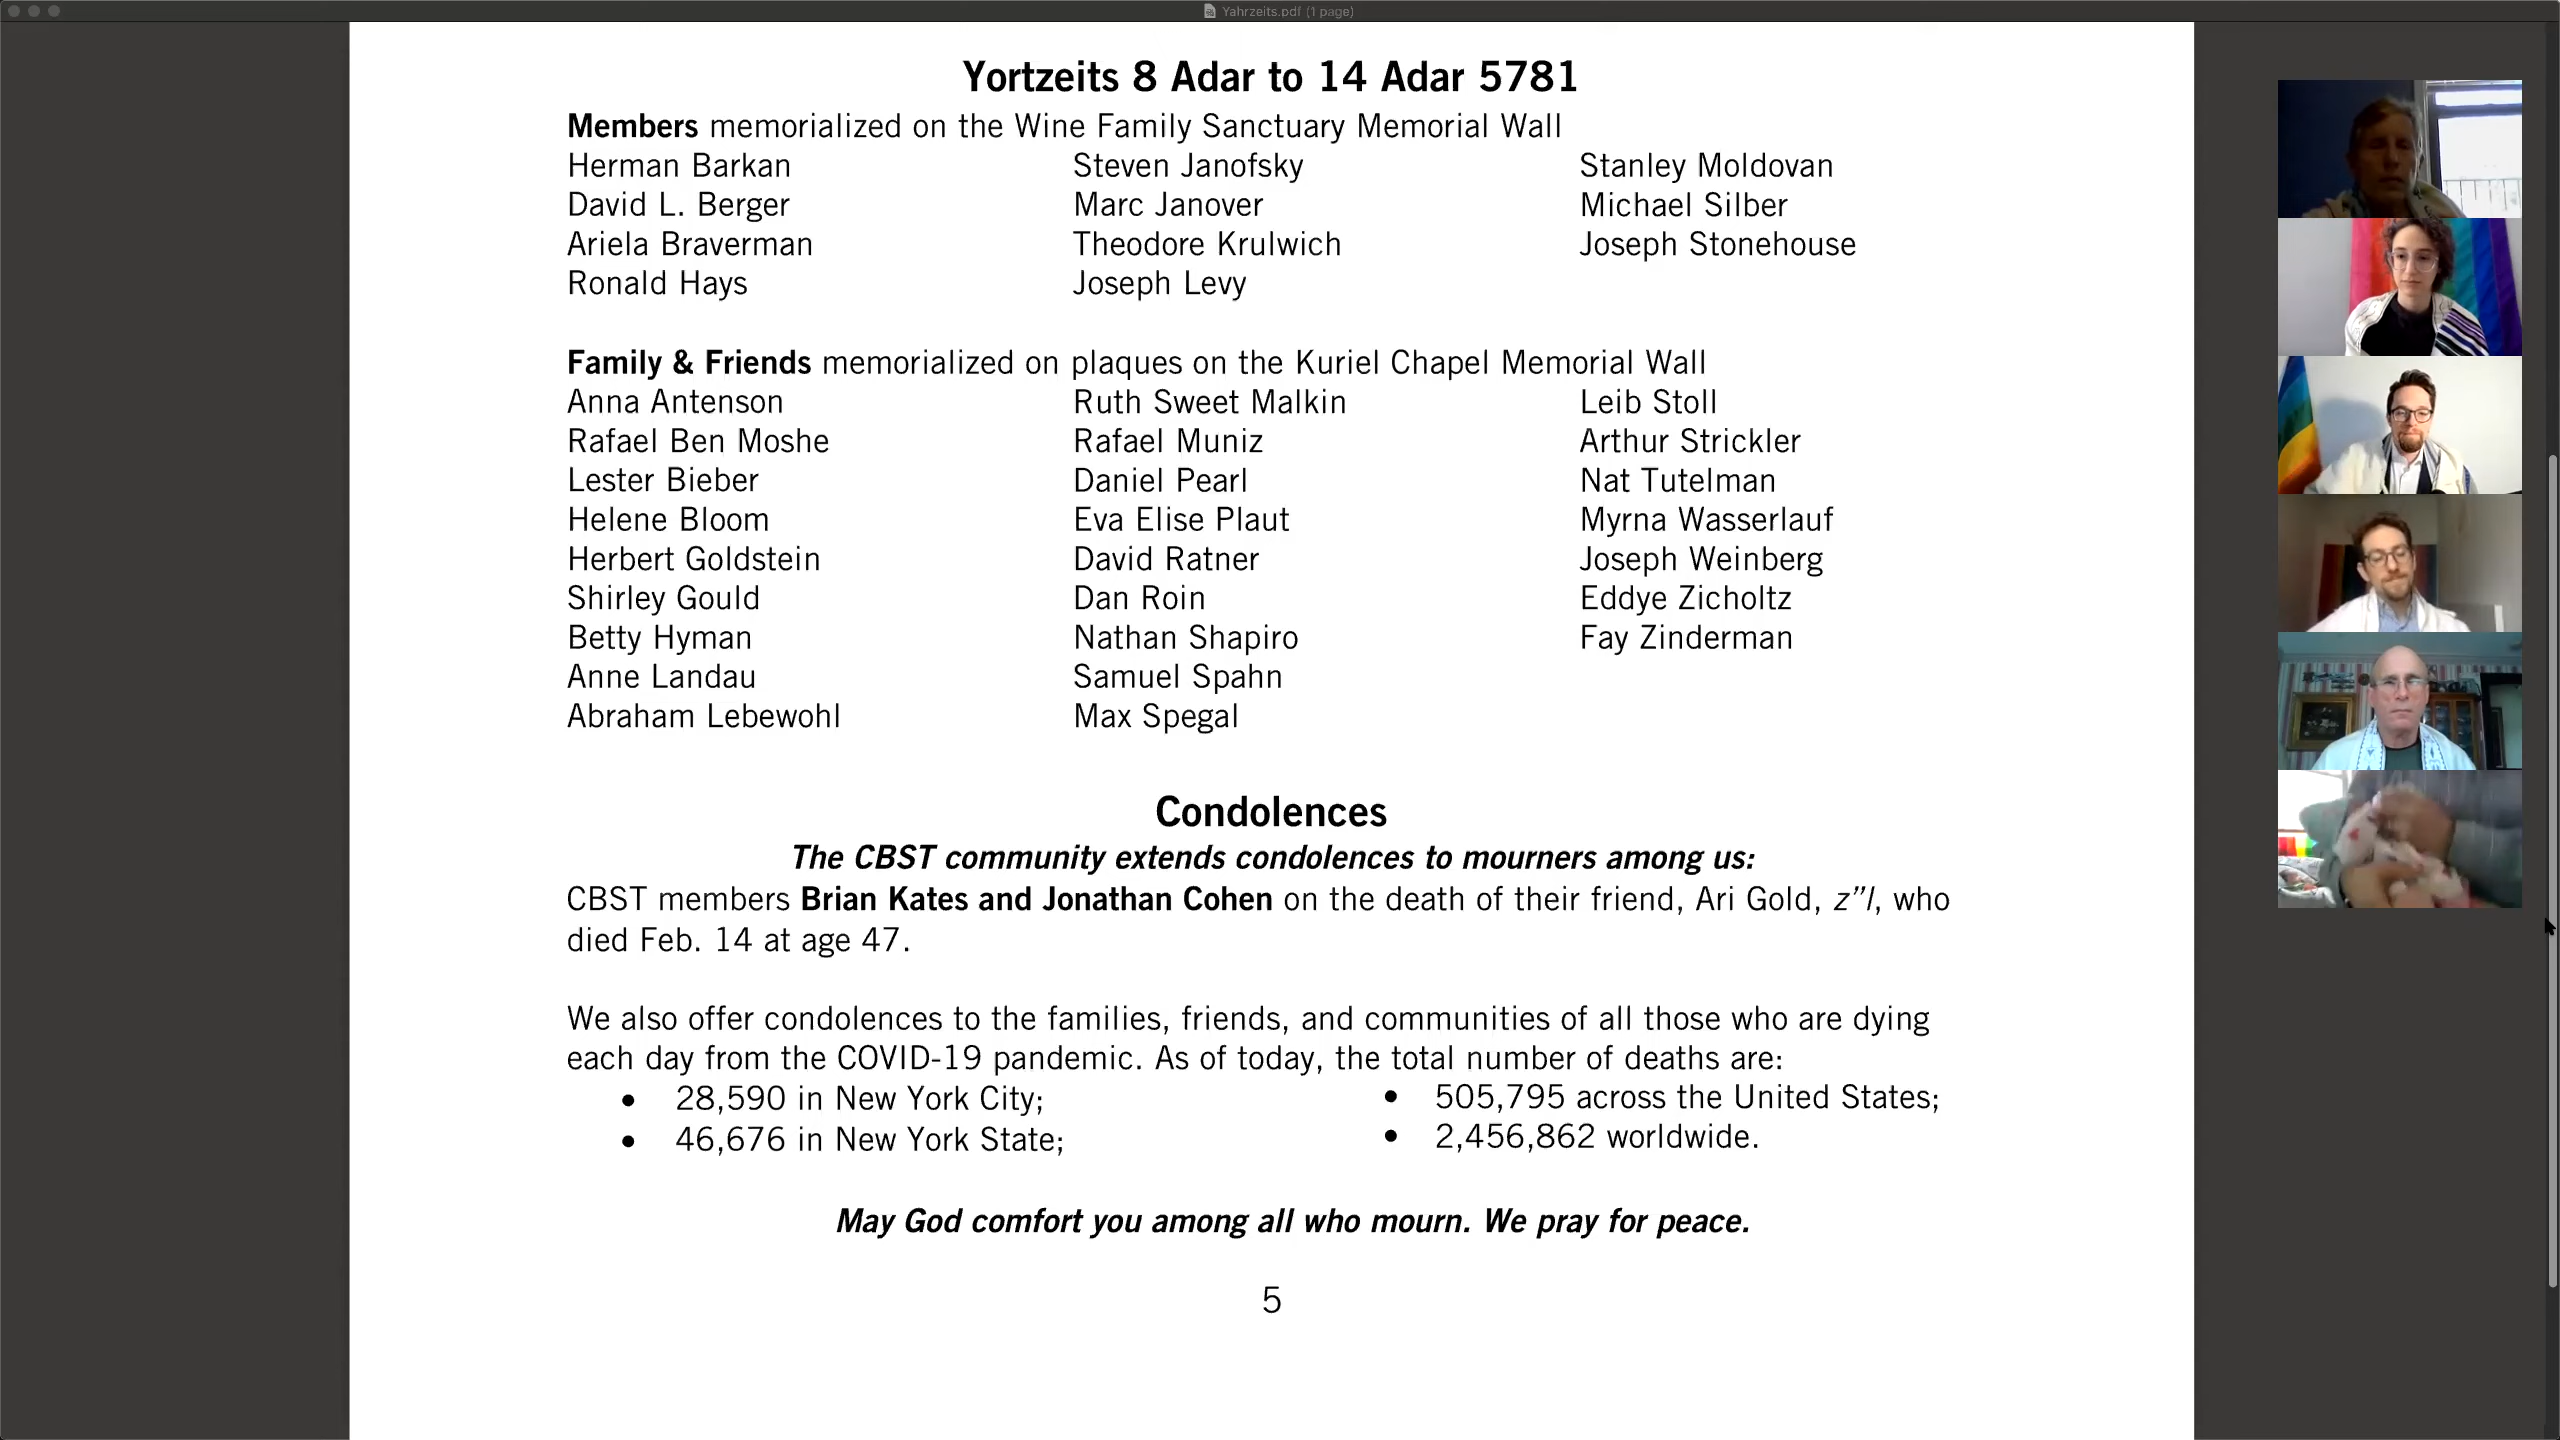 Yahrzeits.pdf (1 page)
Yortzeits 8 Adar to 14 Adar 5781
Members memorialized on the Wine Family Sanctuary Memorial Wall
Herman Barkan
David L. Berger
Ariela Braverman
Ronald Hays
Steven Janofsky
Marc Janover
Theodore Krulwich
Joseph Levy
Stanley Moldovan
Michael Silber
Joseph Stonehouse
Family & Friends memorialized on plaques on the Kuriel Chapel Memorial Wall
Anna Antenson
Rafael Ben Moshe
Lester Bieber
Helene Bloom
Herbert Goldstein
Shirley Gould
Betty Hyman
Anne Landau
Abraham Lebewohl
Ruth Sweet Malkin
Rafael Muniz
Daniel Pearl
Eva Elise Plaut
David Ratner
Dan Roin
Nathan Shapiro
Samuel Spahn
Max Spegal
Leib Stoll
Arthur Strickler
Nat Tutelman
Myrna Wasserlauf
Joseph Weinberg
Eddye Zicholtz
Fay Zinderman
Condolences
The CBST community extends condolences to mourners among us:
CBST members Brian Kates and Jonathan Cohen on the death of their friend, Ari Gold, z”l, who
died Feb. 14 at age 47.
We also offer condolences to the families, friends, and communities of all those who are dying
each day from the COVID-19 pandemic. As of today, the total number of deaths are:
• 28,590 in New York City;
• 46,676 in New York State;
• 505,795 across the United States;
• 2,456,862 worldwide.
May God comfort you among all who mourn. We pray for peace.
5